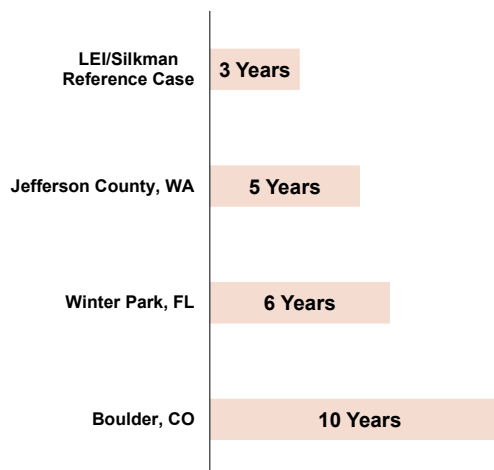 LEI/Silkman
Reference Case
3 Years
Jefferson County, WA
5 Years
Winter Park, FL
6 Years
Boulder, CO
10 Years